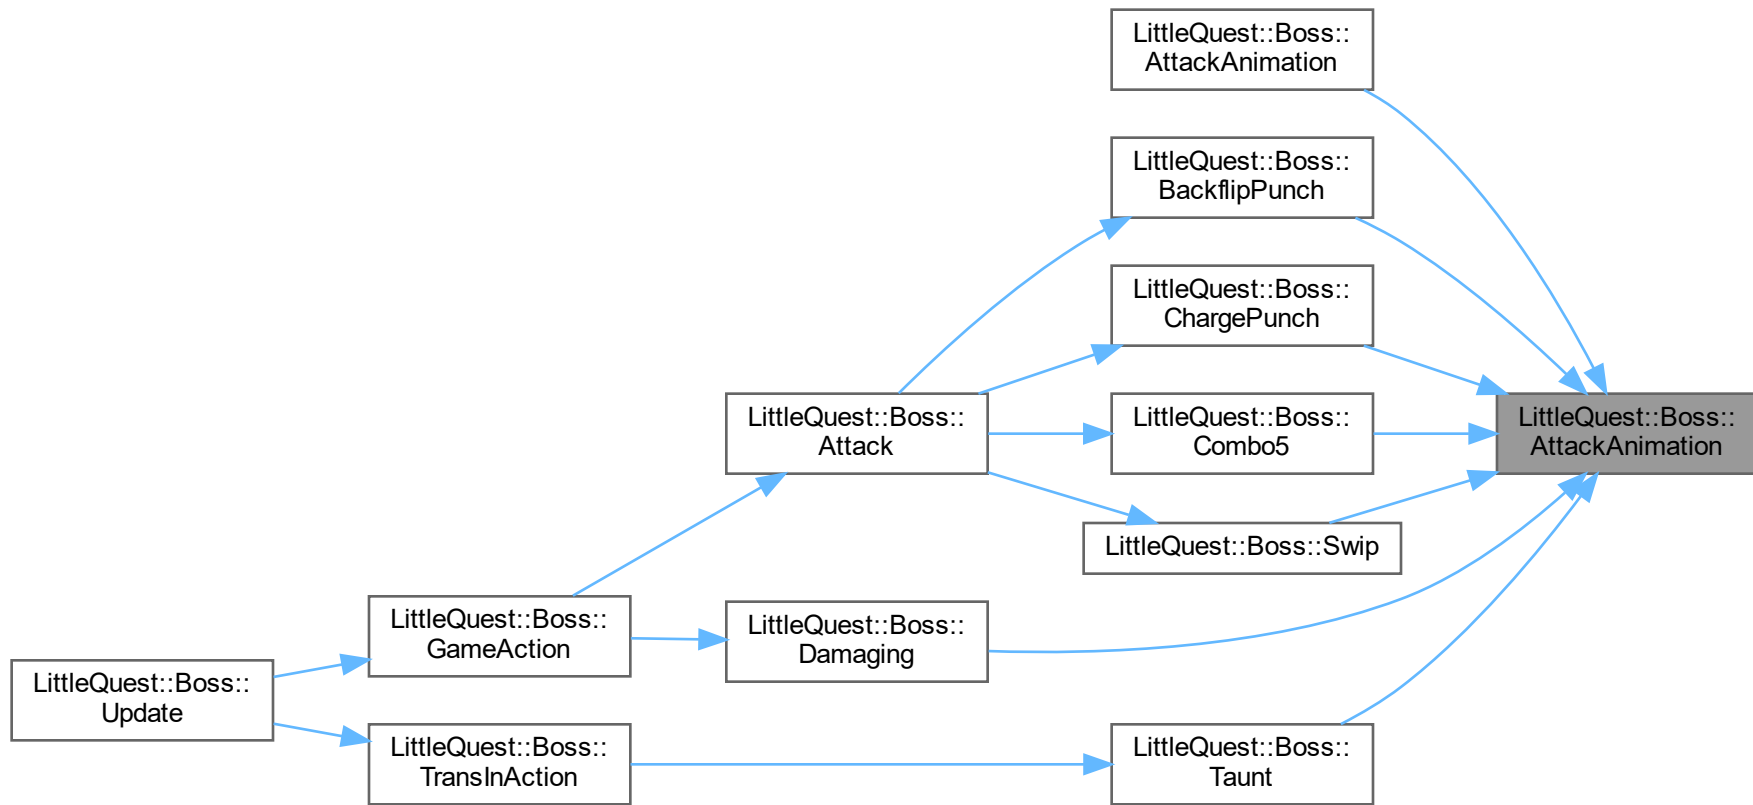 LittleQuest::Boss::
AttackAnimation
LittleQuest::Boss::
BackflipPunch
LittleQuest::Boss::
ChargePunch
LittleQuest::Boss::
Attack
LittleQuest::Boss::
Combo5
LittleQuest::Boss::
AttackAnimation
LittleQuest::Boss::Swip
LittleQuest::Boss::
GameAction
LittleQuest::Boss::
Damaging
LittleQuest::Boss::
Update
LittleQuest::Boss::
TransInAction
LittleQuest::Boss::
Taunt